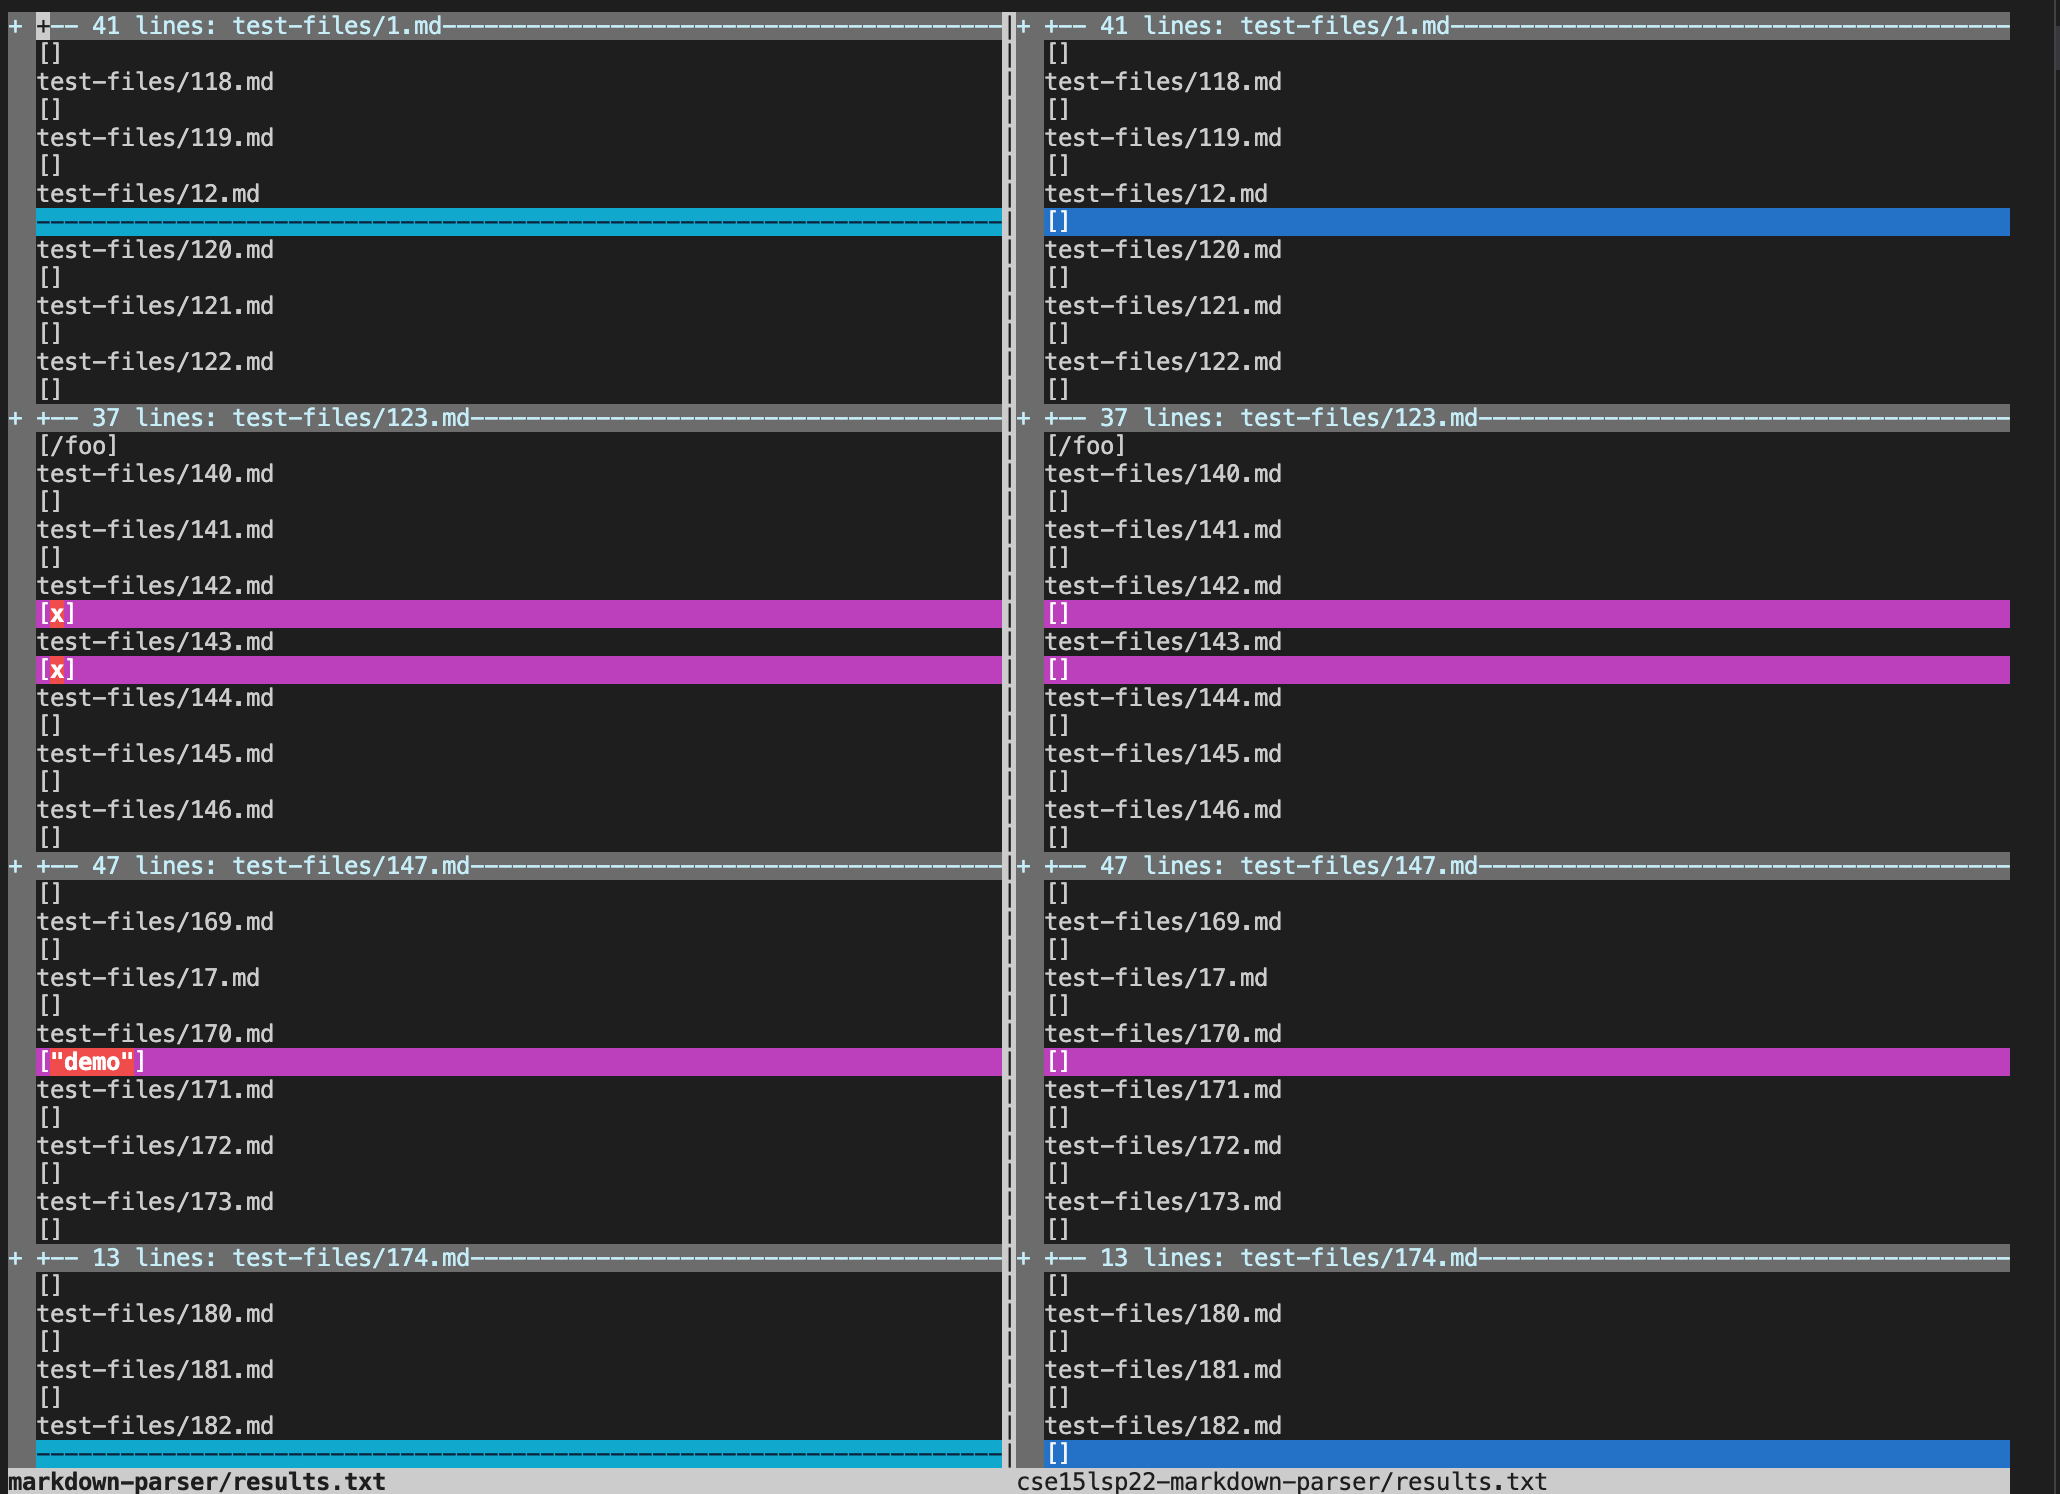 + +-- 41 lines: test-files/1.md
[]
test-files/118.md
[]
test-files/119.md
[]
test-files/12.md
test-files/120.md
[]
test-files/121.md
[]
test-files/122.md
[]
+ +-- 37 lines: test-files/123.md
[/foo]
test-files/140.md
[]
test-files/141.md
[]
test-files/142.md
[x]
test-files/143.md
[x]
test-files/144.md
[]
test-files/145.md
[]
test-files/146.md
[]
+ +-- 47 lines: test-files/147.md
[]
test-files/169.md
[]
test-files/17.md
[]
test-files/170.md
["demo"]
test-files/171.md
[]
test-files/172.md
[]
test-files/173.md
[]
+ +-- 13 lines: test-files/174.md
[]
test-files/180.md
[]
test-files/181.md
[]
test-files/182.md
markdown-parser/results.txt
+ +-- 41 lines: test-files/1.md
[]
test-files/118.md
[]
test-files/119.md
[]
test-files/12.md
[]
test-files/120.md
[]
test-files/121.md
[]
test-files/122.md
[]
+ +-- 37 lines: test-files/123.md
[/foo]
test-files/140.md
[]
test-files/141.md
[]
test-files/142.md
[]
test-files/143.md
[]
test-files/144.md
[]
test-files/145.md
[]
test-files/146.md
[]
+ +-- 47 lines: test-files/147.md
[]
test-files/169.md
[]
test-files/17.md
[]
test-files/170.md
[]
test-files/171.md
[]
test-files/172.md
[]
test-files/173.md
[]
+ +-- 13 lines: test-files/174.md
[]
test-files/180.md
[]
test-files/181.md
[]
test-files/182.md
[]
cse15lsp22-markdown-parser/results.txt